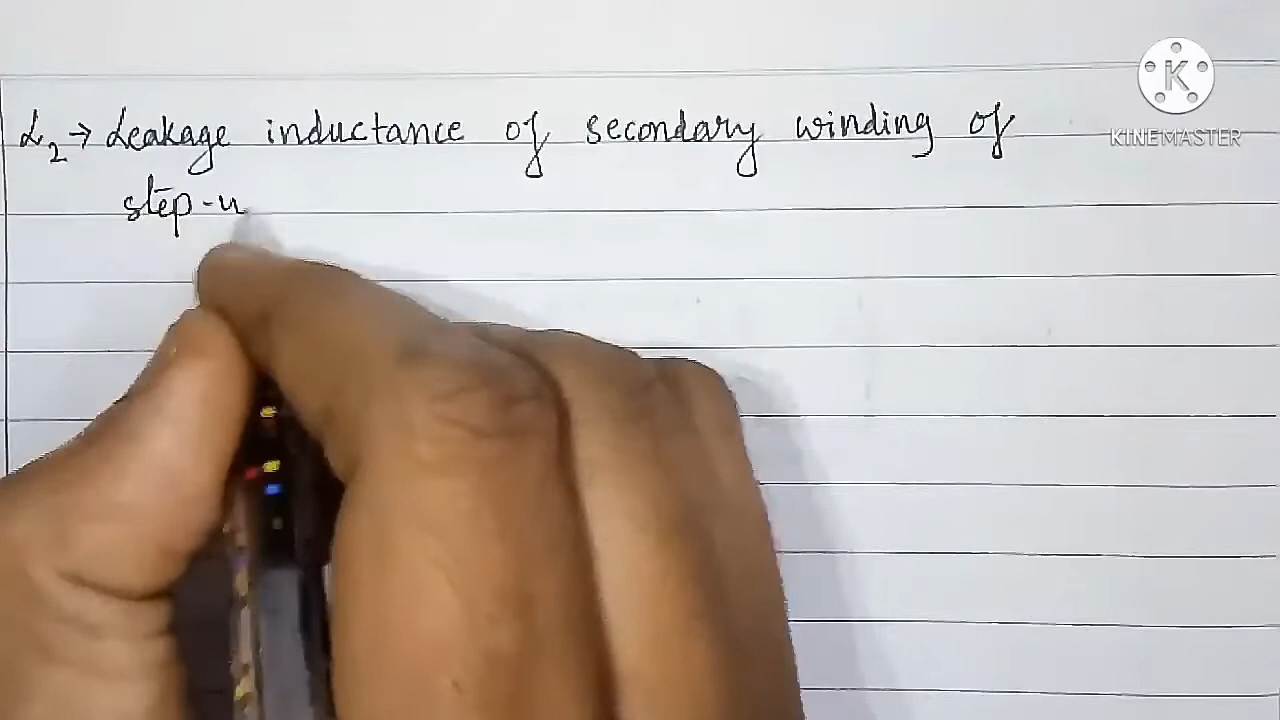 L₂ → Leakage inductance of secondary winding of
step-u
K
KINEMASTER